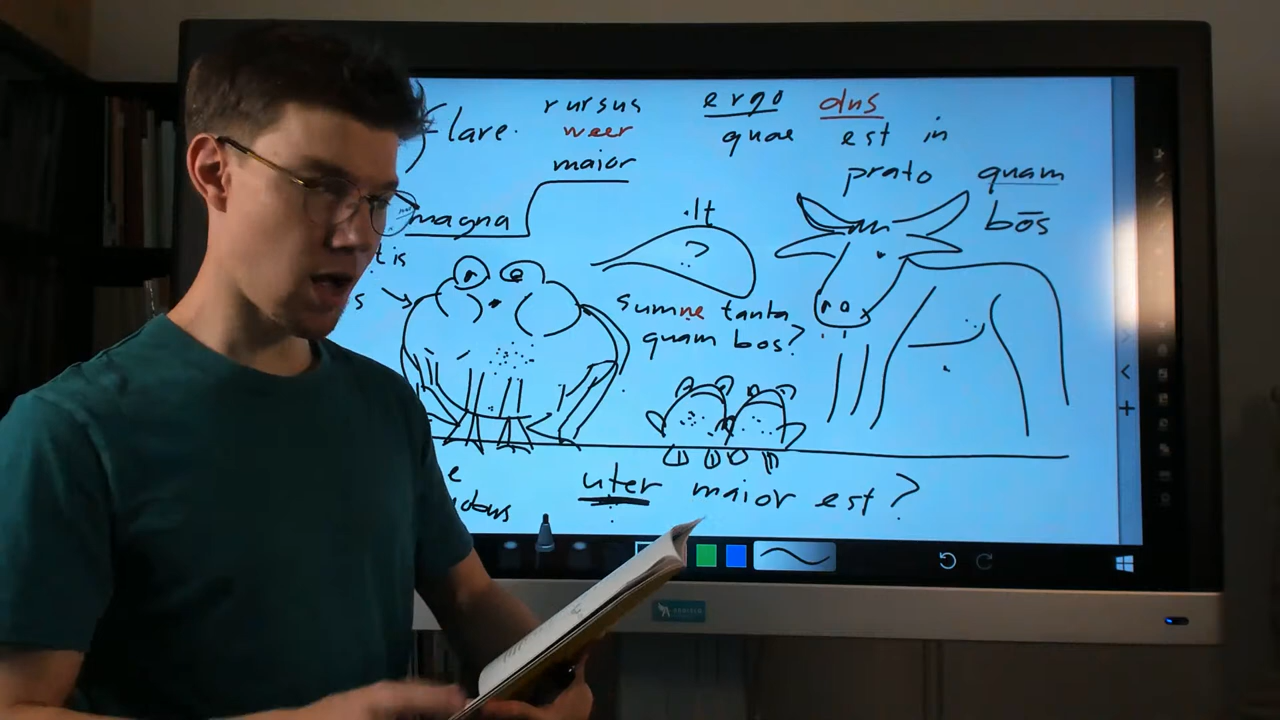 flare. rursus ergo dus
weer quae est in
maior prato quam
magna bōs
sumne tanta
quam bos?
uter maior est?